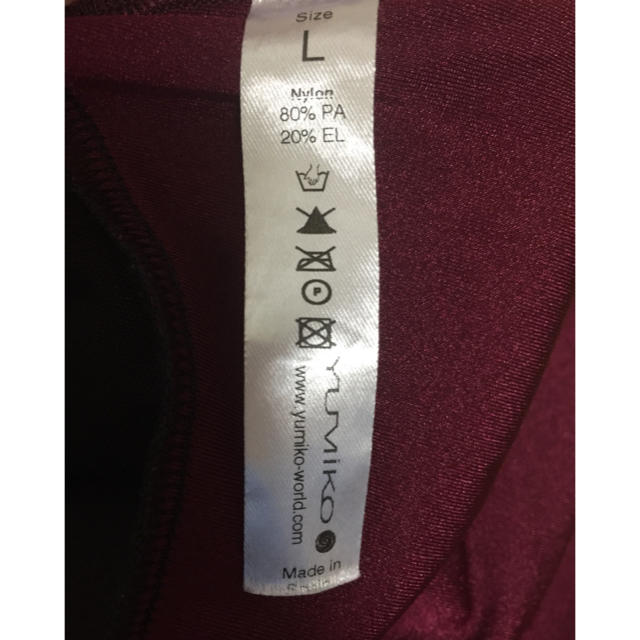 Size
L
Nylon
80% PA
20% EL
P
YUMIKO
www.yumiko-world.com
Made in